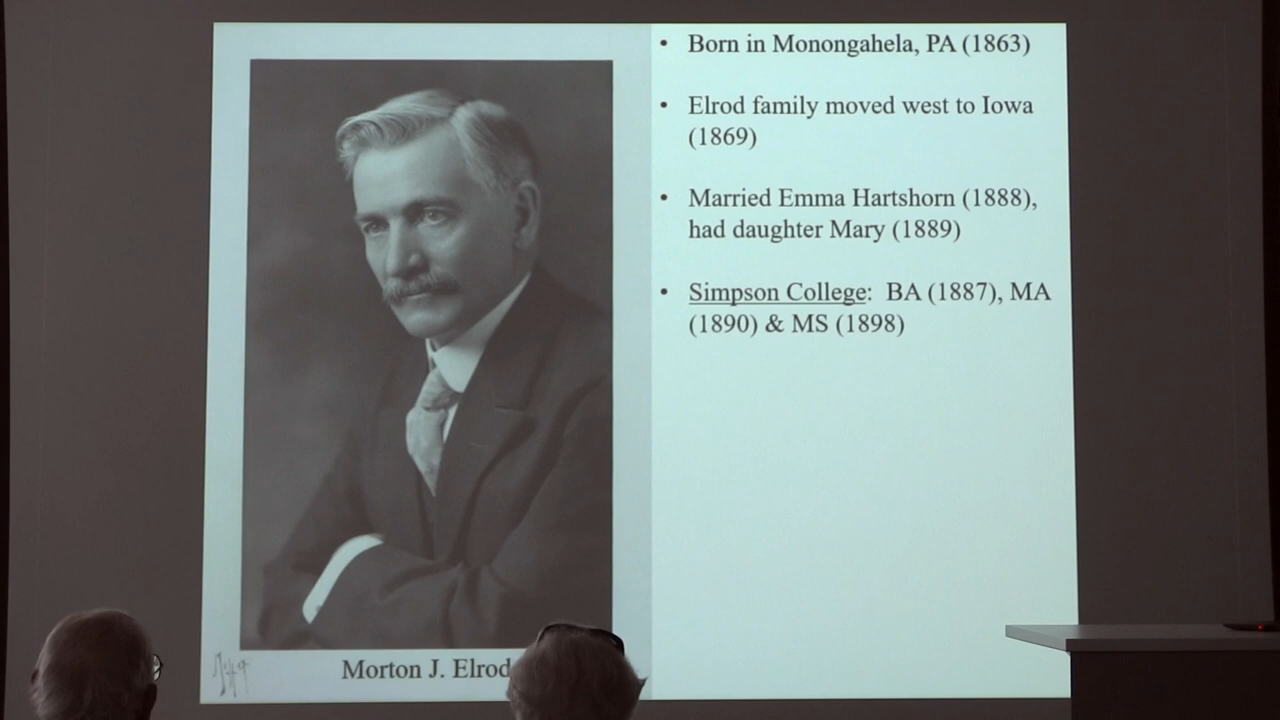 • Born in Monongahela, PA (1863)
• Elrod family moved west to Iowa
(1869)
• Married Emma Hartshorn (1888),
had daughter Mary (1889)
• Simpson College: BA (1887), MA
(1890) & MS (1898)
Morton J. Elrod